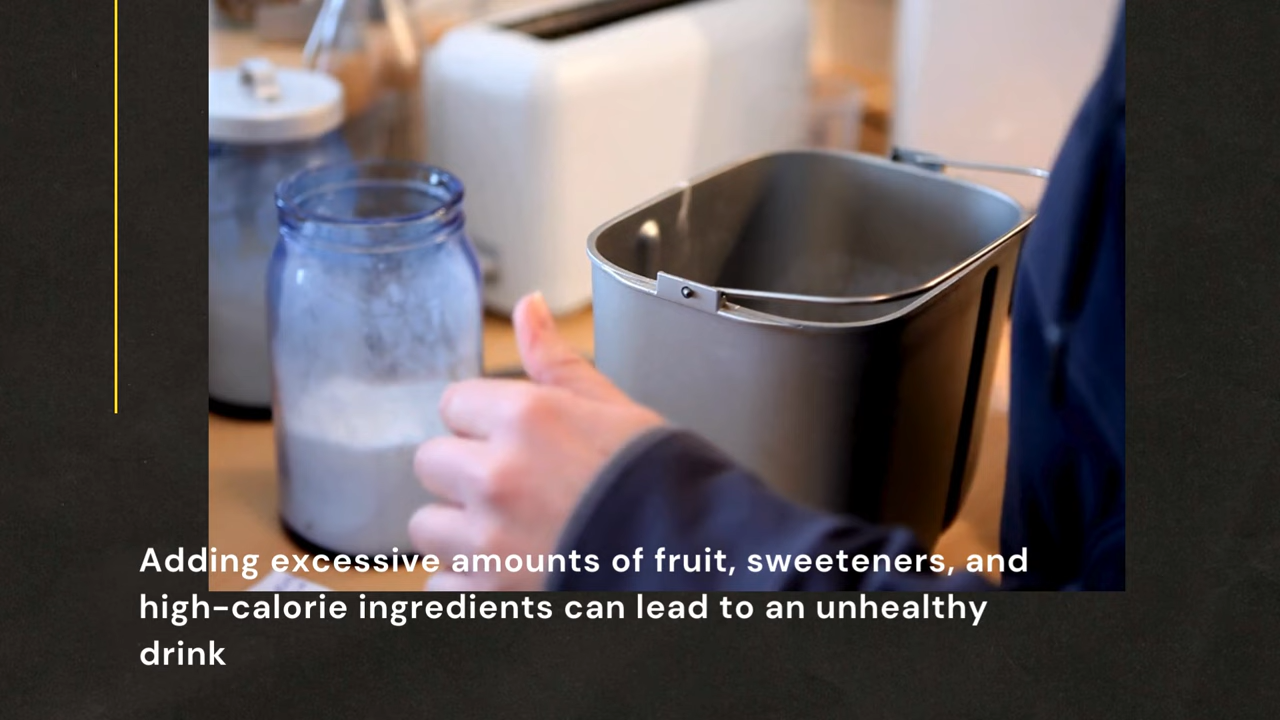 Adding excessive amounts of fruit, sweeteners, and
high-calorie ingredients can lead to an unhealthy
drink